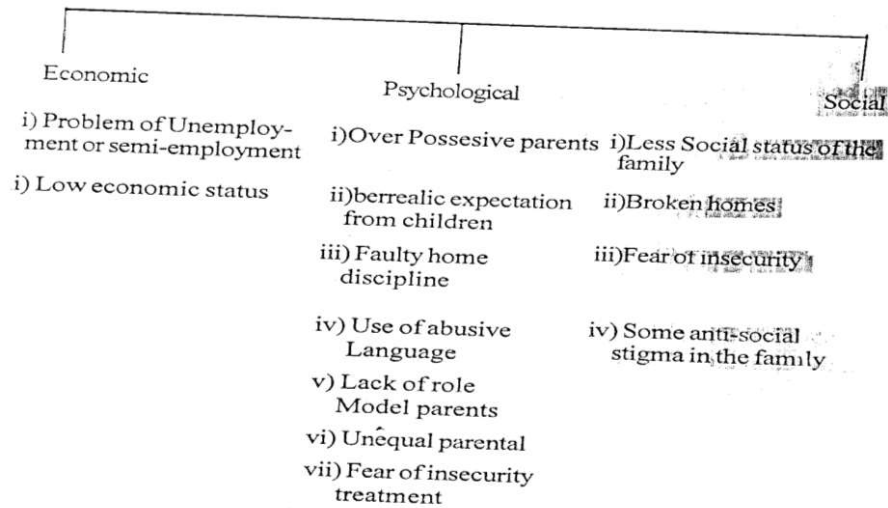 Economic
Psychological
Social
i) Problem of Unemploy-
ment or semi-employment
i) Low economic status
i)Over Possesive parents
ii)berrealic expectation
from children
iii) Faulty home
discipline
iv) Use of abusive
Language
v) Lack of role
Model parents
vi) Unequal parental
vii) Fear of insecurity
treatment
i)Less Social status of the
family
ii)Broken homes
iii)Fear of insecurity
iv) Some anti-social
stigma in the family